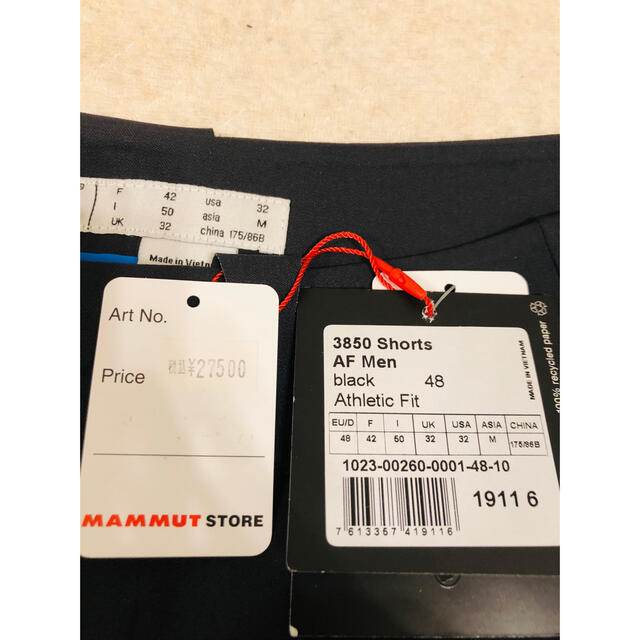 F 42 usa 32
I 50 asia M
UK 32 china 175/86B
Made in Vietn
Art No.
Price 税込¥27500
MAMMUT STORE
3850 Shorts
AF Men
black 48
Athletic Fit
EU/D F I UK USA ASIA CHINA
48 42 50 32 32 M 175/86B
1023-00260-0001-48-10
7 613357 419116
1911 6
MADE IN VIETNAM
100% recycled paper